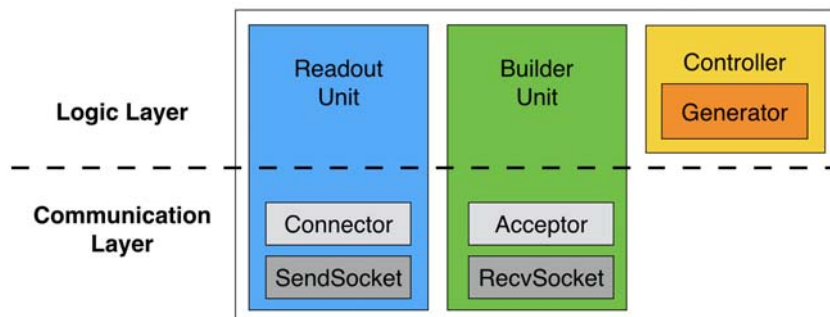 Readout
Unit
Builder
Unit
Controller
Generator
Logic Layer
Communication
Layer
Connector
Acceptor
SendSocket
RecvSocket